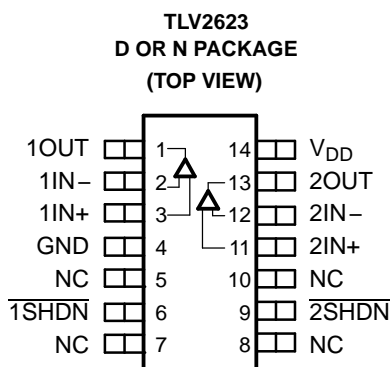 TLV2623
D OR N PACKAGE
(TOP VIEW)
1OUT 1 14 VDD
1IN− 2 13 2OUT
1IN+ 3 12 2IN−
GND 4 11 2IN+
NC 5 10 NC
1SHDN 6 9 2SHDN
NC 7 8 NC